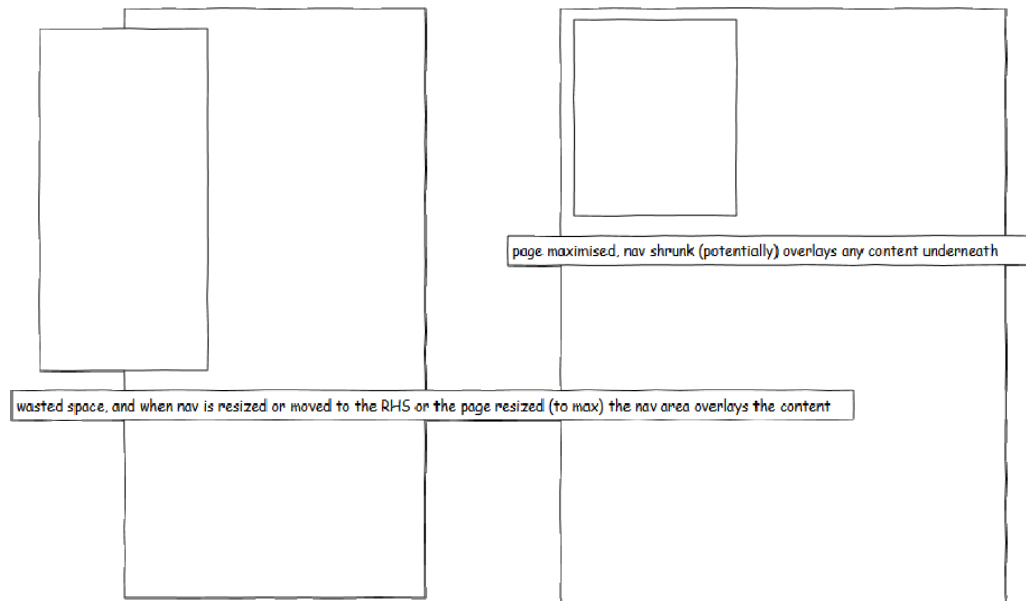 page maximised, nav shrunk (potentially) overlays any content underneath
wasted space, and when nav is resized or moved to the RHS or the page resized (to max) the nav area overlays the content